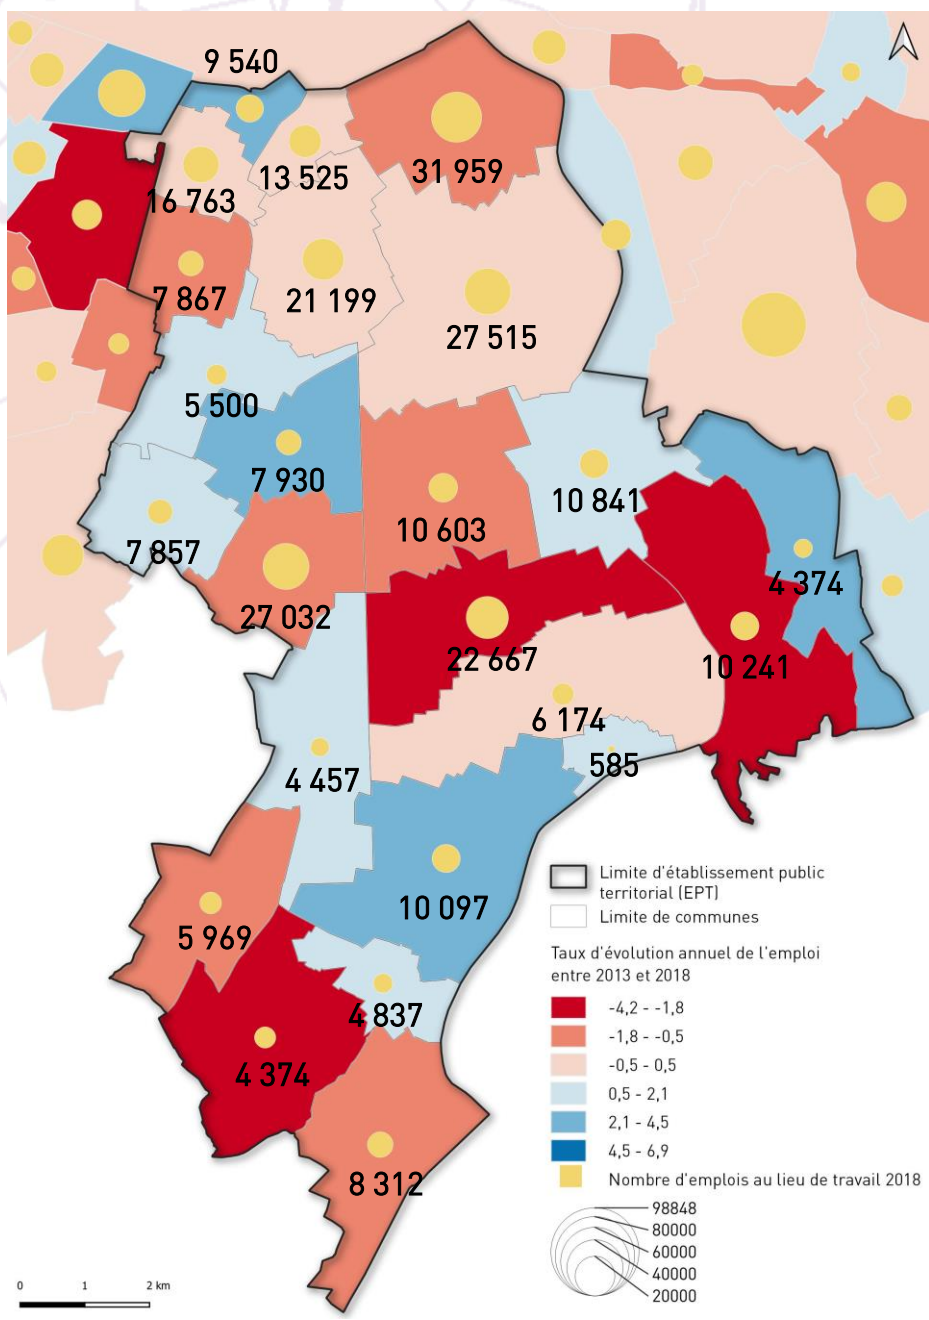 9 540
31 959
13 525
16 763
21 199
7 867
27 515
5 500
7 930
10 841
10 603
7 857
4 374
27 032
22 667
10 241
6 174
585
4 457
10 097
5 969
4 837
4 374
8 312
Limite d'établissement public
territorial (EPT)
Limite de communes
Taux d'évolution annuel de l'emploi
entre 2013 et 2018
-4,2 - -1,8
-1,8 - -0,5
-0,5 - 0,5
0,5 - 2,1
2,1 - 4,5
4,5 - 6,9
Nombre d'emplois au lieu de travail 2018
98848
80000
60000
40000
20000
0 1 2 km